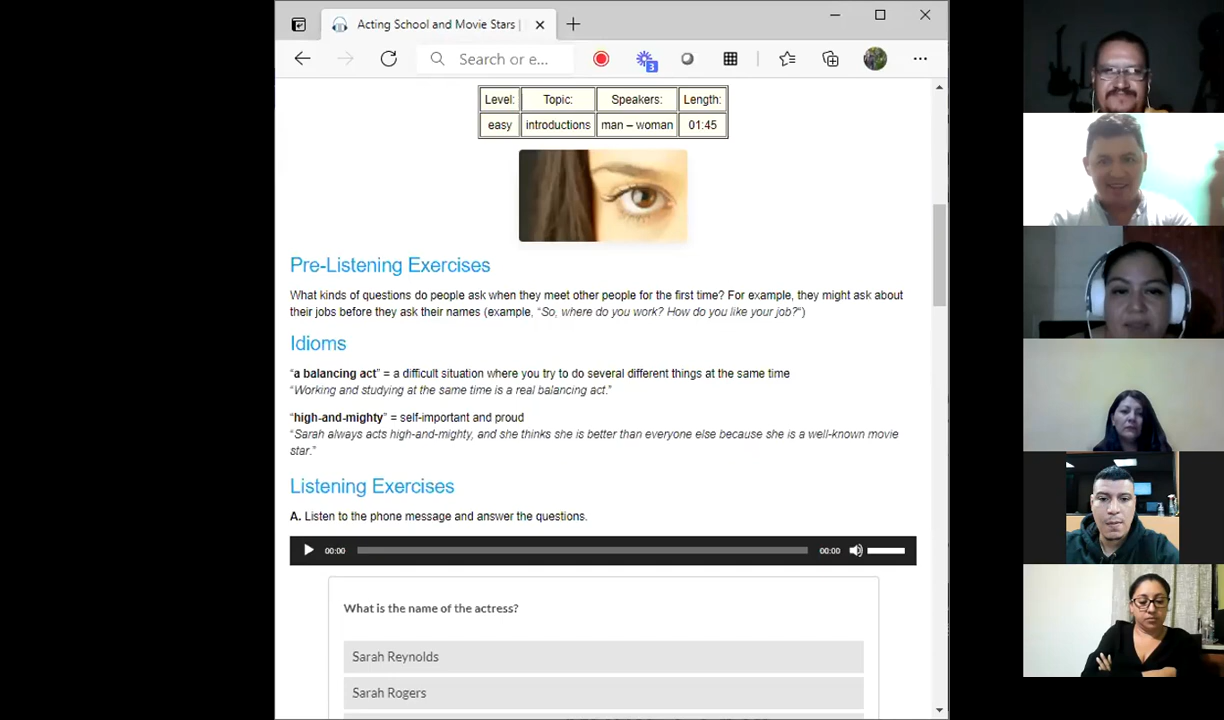 Acting School and Movie Stars |
Search or e...
3
Level: Topic: Speakers: Length:
easy introductions man – woman 01:45
Pre-Listening Exercises
What kinds of questions do people ask when they meet other people for the first time? For example, they might ask about
their jobs before they ask their names (example, “So, where do you work? How do you like your job?“)
Idioms
“a balancing act” = a difficult situation where you try to do several different things at the same time
“Working and studying at the same time is a real balancing act.”
“high-and-mighty” = self-important and proud
“Sarah always acts high-and-mighty, and she thinks she is better than everyone else because she is a well-known movie
star.”
Listening Exercises
A. Listen to the phone message and answer the questions.
00:00 00:00
What is the name of the actress?
Sarah Reynolds
Sarah Rogers